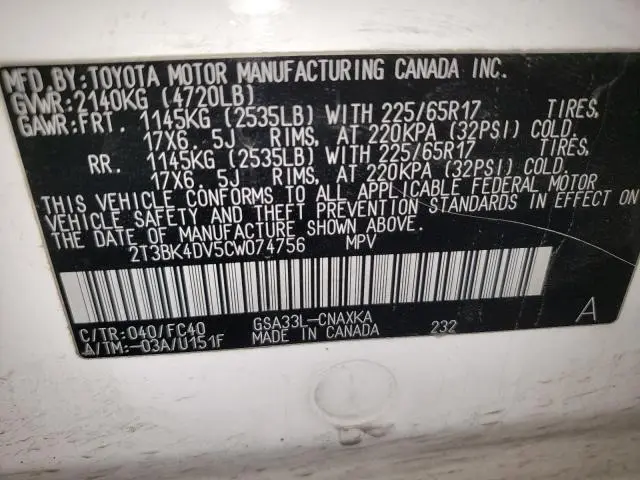 MFD.BY:TOYOTA MOTOR MANUFACTURING CANADA INC.
GVWR:2140KG (4720LB)
GAWR:FRT. 1145KG (2535LB) WITH 225/65R17 TIRES,
17X6.5J RIMS, AT 220KPA (32PSI) COLD.
RR. 1145KG (2535LB) WITH 225/65R17 TIRES,
17X6.5J RIMS, AT 220KPA (32PSI) COLD.
THIS VEHICLE CONFORMS TO ALL APPLICABLE FEDERAL MOTOR
VEHICLE SAFETY AND THEFT PREVENTION STANDARDS IN EFFECT ON
THE DATE OF MANUFACTURE SHOWN ABOVE.
2T3BK4DV5CW074756 MPV
C/TR:040/FC40 GSA33L-CNAXKA 232 A
A/TM:-03A/U151F MADE IN CANADA